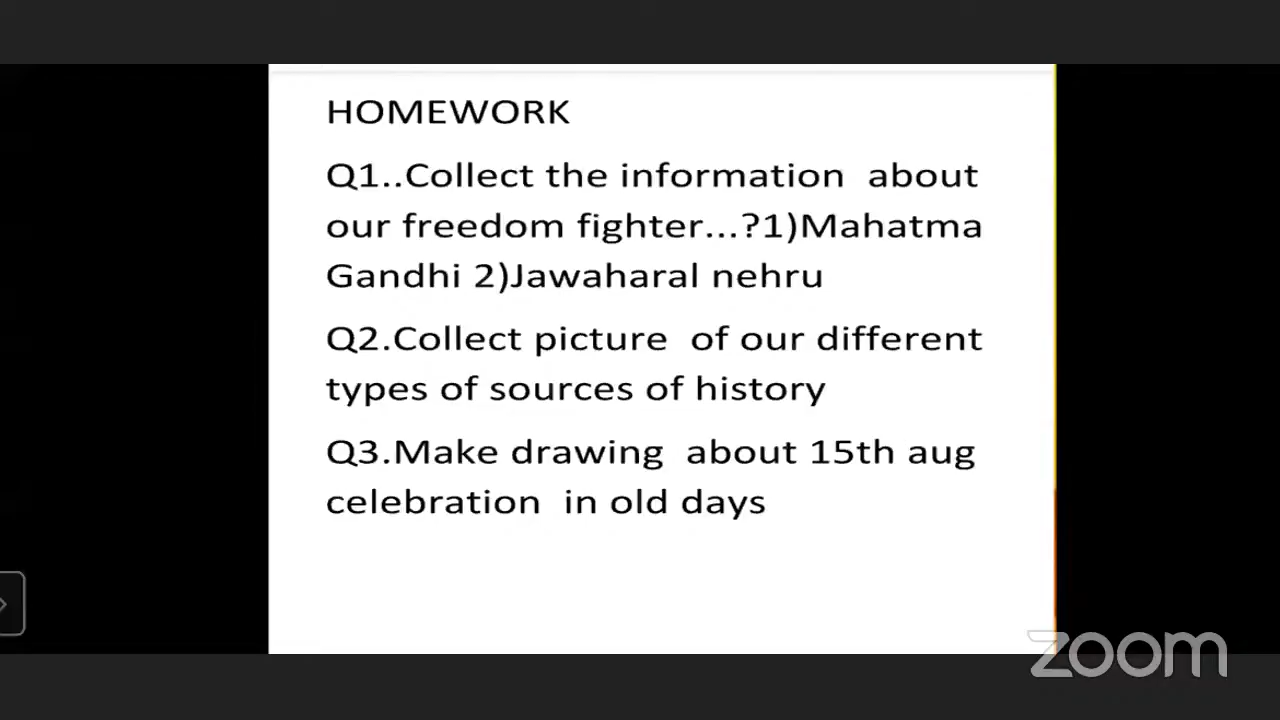 HOMEWORK
Q1..Collect the information about
our freedom fighter...?1)Mahatma
Gandhi 2)Jawaharal nehru
Q2.Collect picture of our different
types of sources of history
Q3.Make drawing about 15th aug
celebration in old days
zoom